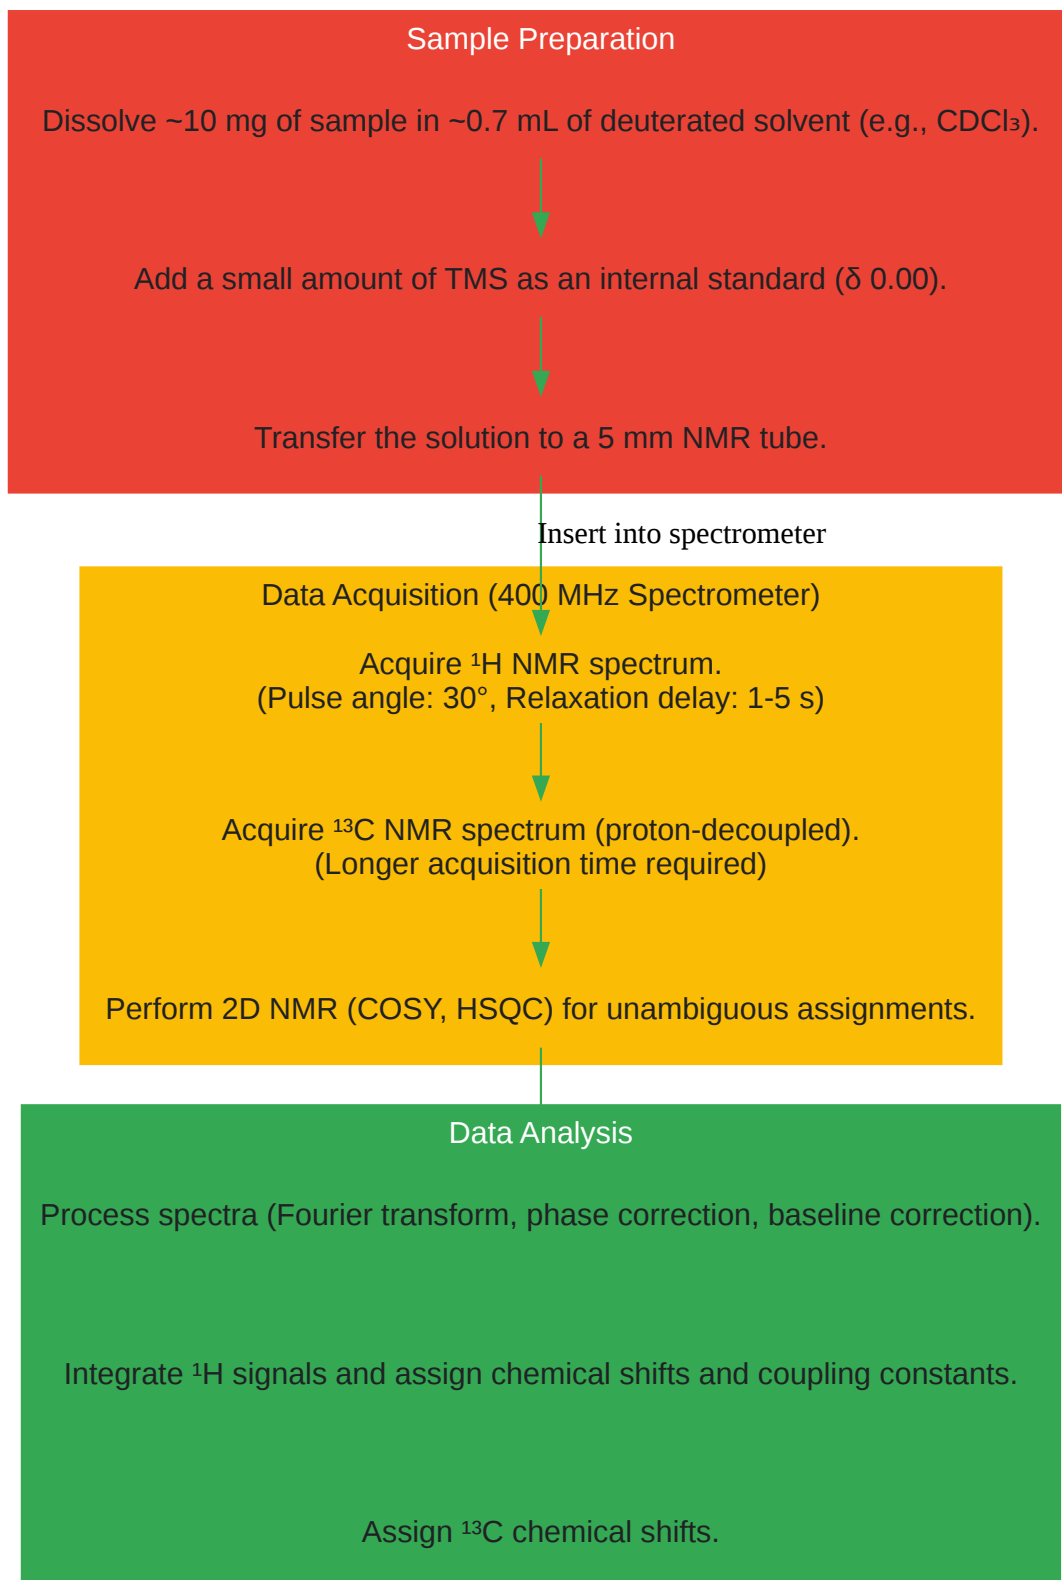 Sample Preparation
Dissolve ~10 mg of sample in ~0.7 mL of deuterated solvent (e.g., CDCl₃).
Add a small amount of TMS as an internal standard (δ 0.00).
Transfer the solution to a 5 mm NMR tube.
Insert into spectrometer
Data Acquisition (400 MHz Spectrometer)
Acquire ¹H NMR spectrum.
(Pulse angle: 30°, Relaxation delay: 1-5 s)
Acquire ¹³C NMR spectrum (proton-decoupled).
(Longer acquisition time required)
Perform 2D NMR (COSY, HSQC) for unambiguous assignments.
Data Analysis
Process spectra (Fourier transform, phase correction, baseline correction).
Integrate ¹H signals and assign chemical shifts and coupling constants.
Assign ¹³C chemical shifts.